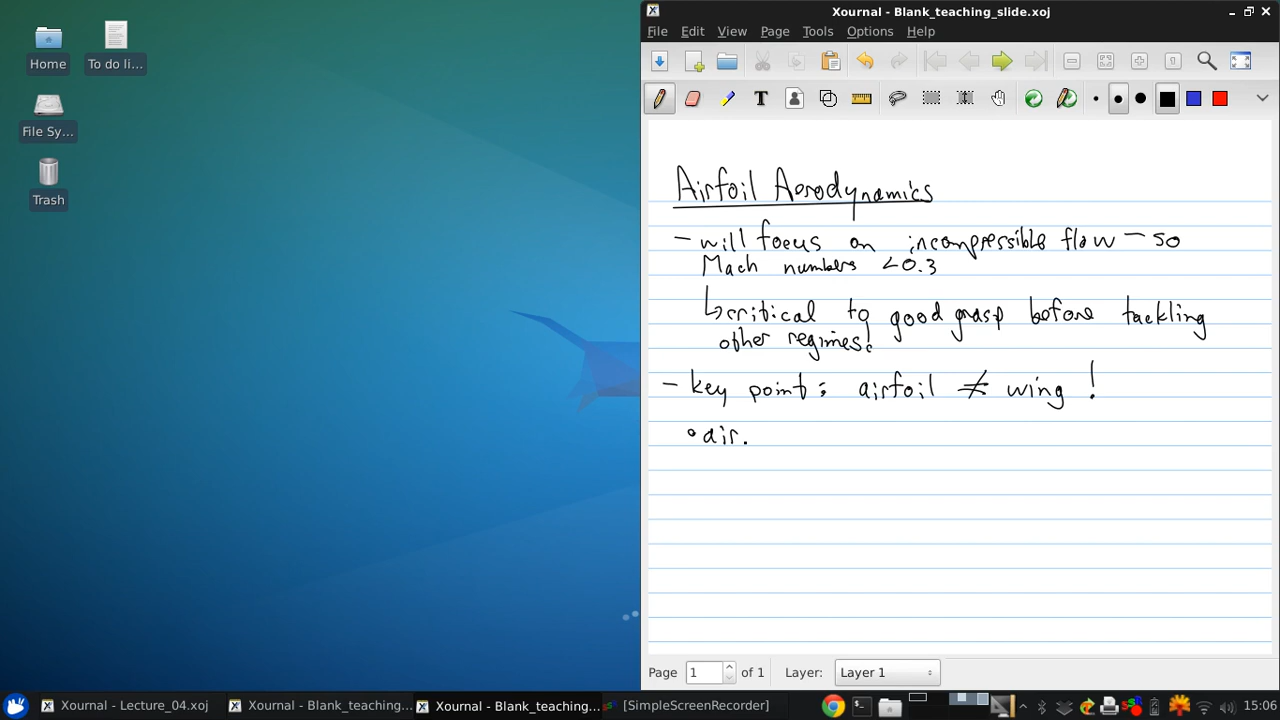 Xournal - Blank_teaching_slide.xoj
File Edit View Page Tools Options Help
Home
To do li...
File Sy...
Trash
Airfoil Aerodynamics
- will focus on incompressible flow - so
Mach numbers <0.3
↳critical to good grasp before tackling
other regimes!
- key point: airfoil ≠ wing !
• air.
Page 1 of 1 Layer: Layer 1
Xournal - Lecture_04.xoj
Xournal - Blank_teaching...
Xournal - Blank_teaching...
[SimpleScreenRecorder]
15:06